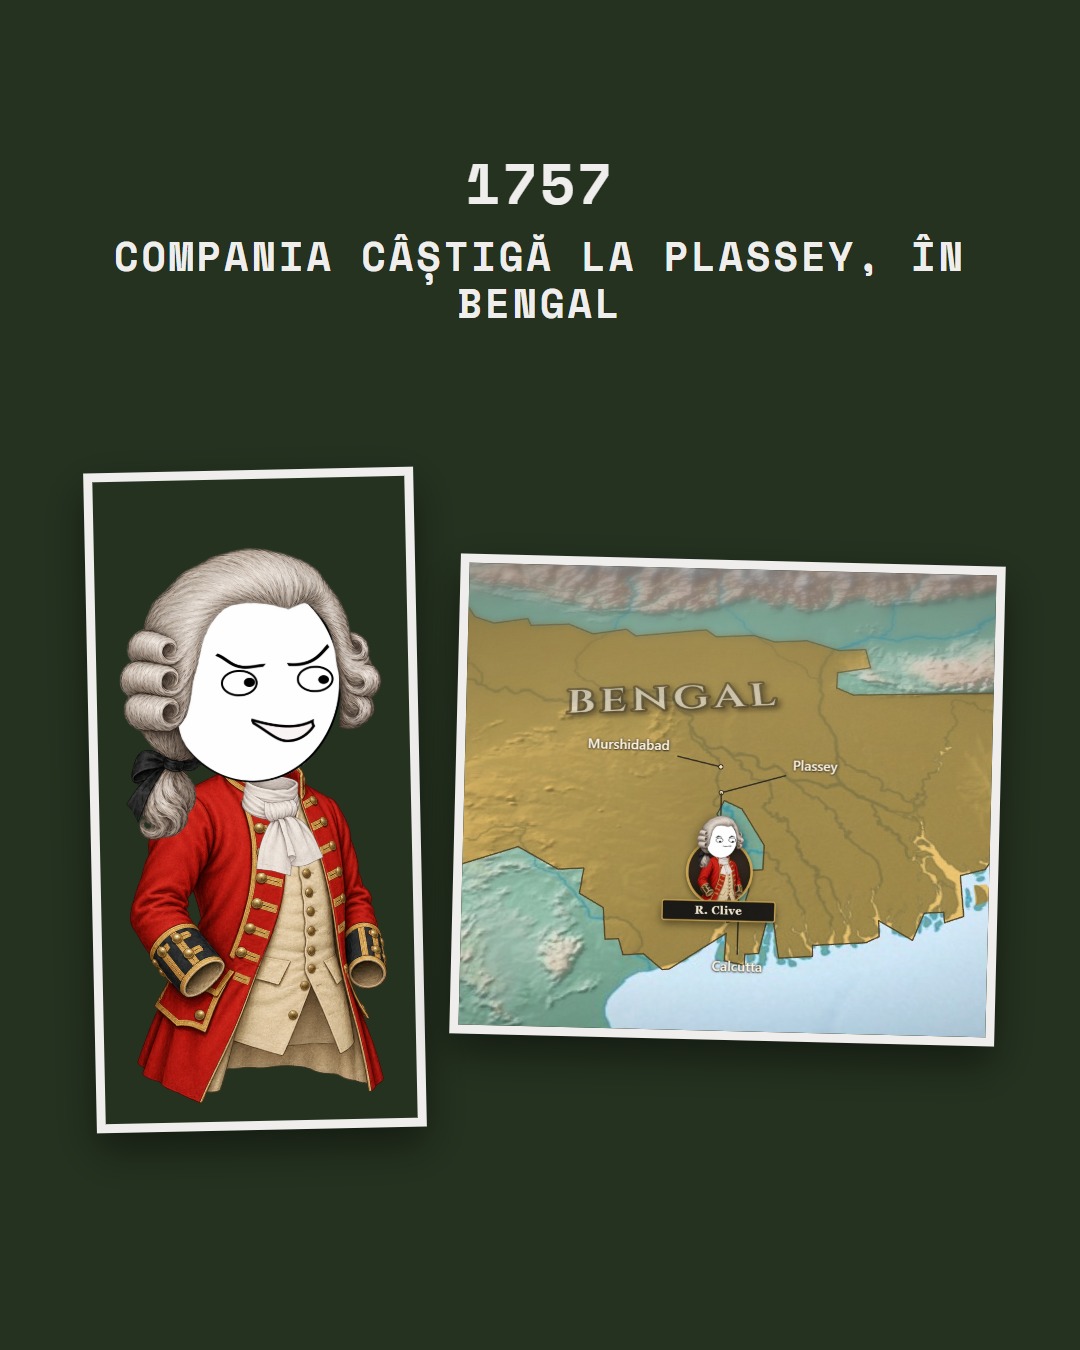 1757
COMPANIA CÂȘTIGĂ LA PLASSEY, ÎN
BENGAL
BENGAL
Murshidabad
Plassey
R. Clive
Calcutta